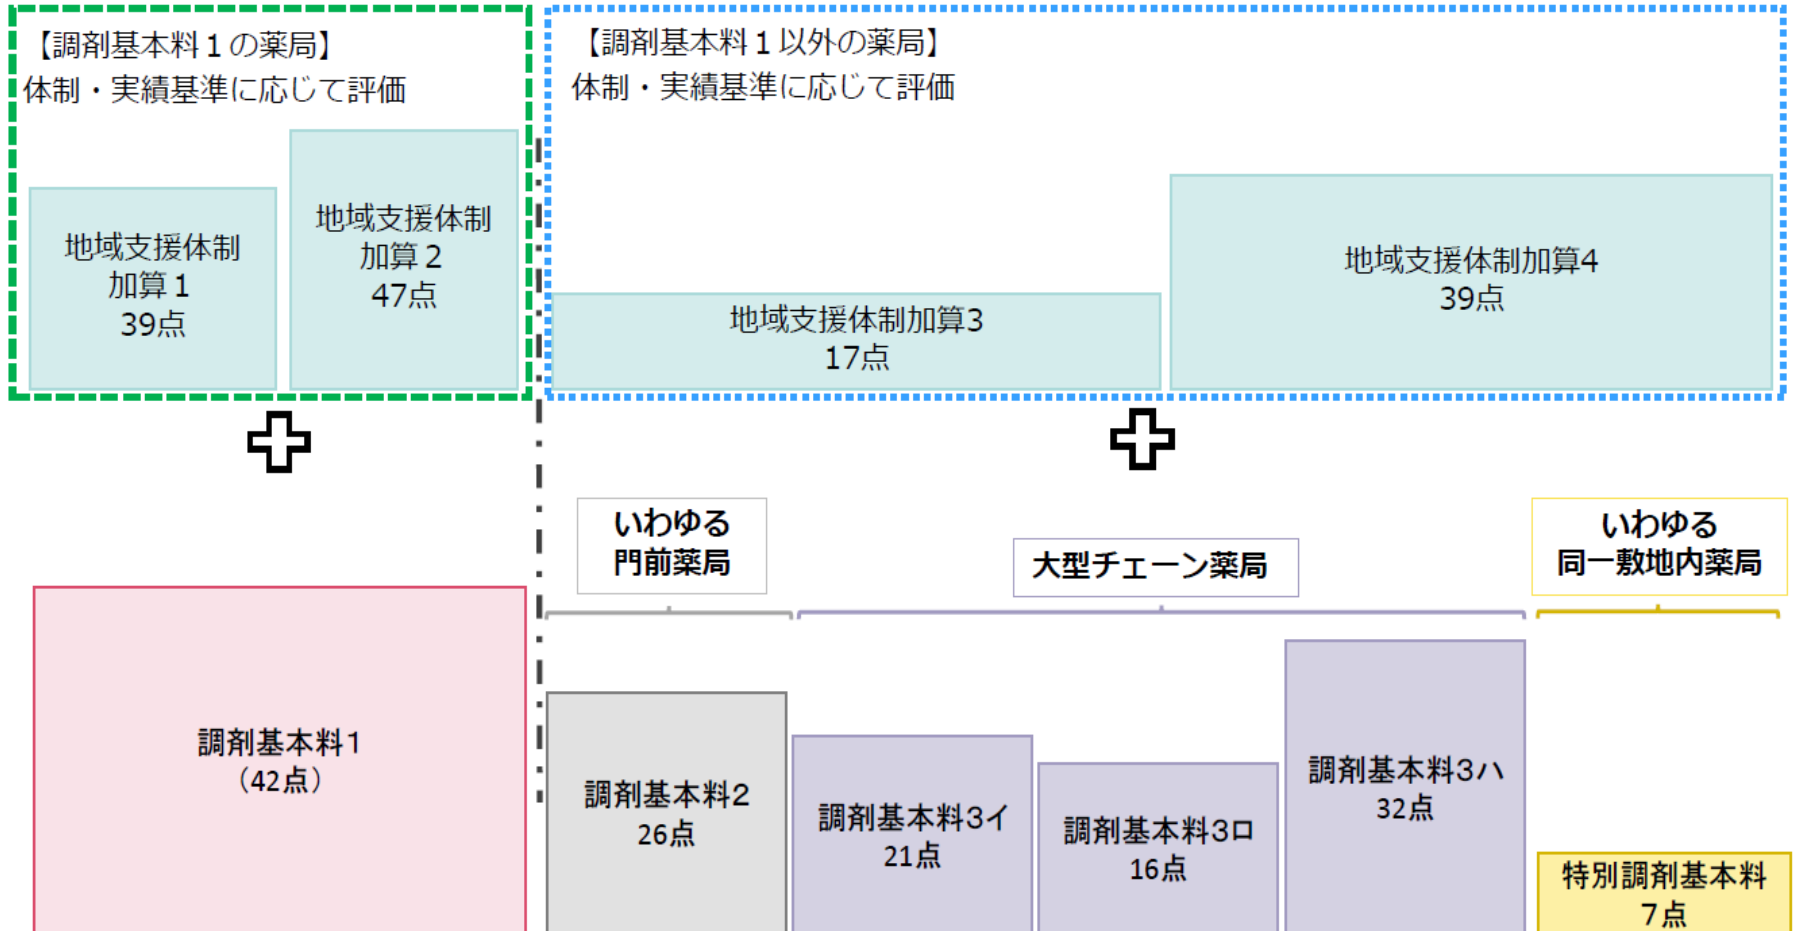 【調剤基本料１の薬局】
体制・実績基準に応じて評価
地域支援体制
加算１
39点
地域支援体制
加算２
47点
【調剤基本料１以外の薬局】
体制・実績基準に応じて評価
地域支援体制加算3
17点
地域支援体制加算4
39点
いわゆる
門前薬局
大型チェーン薬局
いわゆる
同一敷地内薬局
調剤基本料１
（42点）
調剤基本料２
26点
調剤基本料3イ
21点
調剤基本料3ロ
16点
調剤基本料3ハ
32点
特別調剤基本料
７点